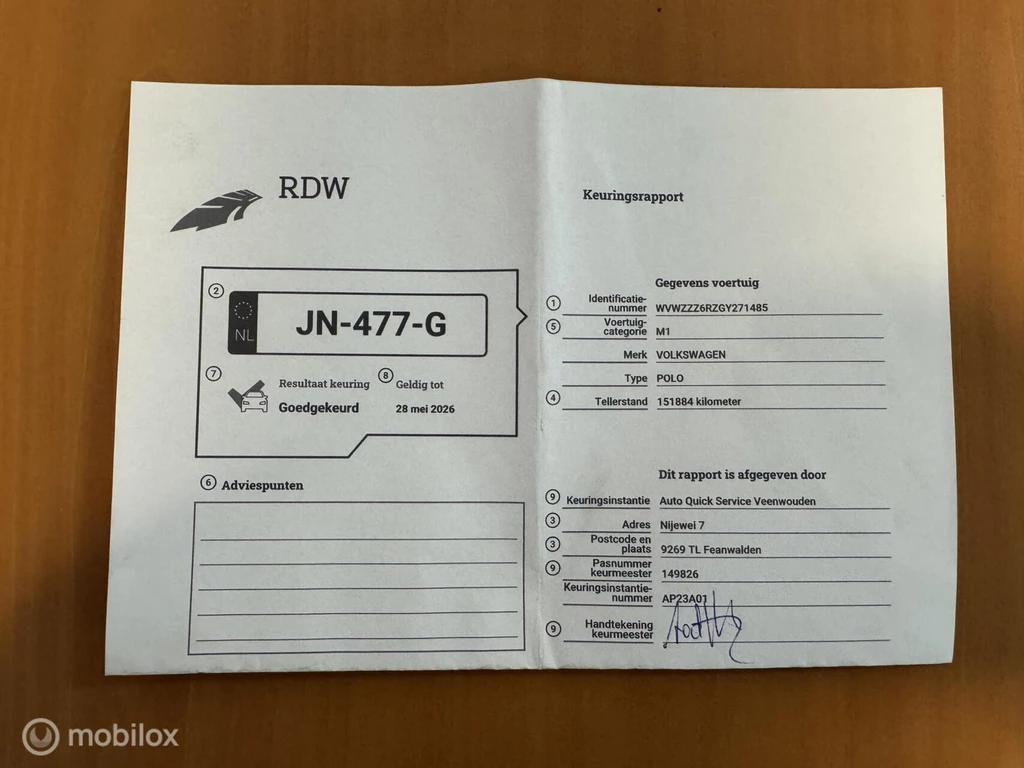 RDW
Keuringsrapport
2
NL
JN-477-G
7
Resultaat keuring
Goedgekeurd
8
Geldig tot
28 mei 2026
6 Adviespunten
Gegevens voertuig
1 Identificatie-
nummer WVWZZZ6RZGY271485
5 Voertuig-
categorie M1
Merk VOLKSWAGEN
Type POLO
4 Tellerstand 151884 kilometer
Dit rapport is afgegeven door
9 Keuringsinstantie Auto Quick Service Veenwouden
3 Adres Nijewei 7
3 Postcode en
plaats 9269 TL Feanwalden
9 Pasnummer
keurmeester 149826
Keuringsinstantie-
nummer AP23A01
9 Handtekening
keurmeester
mobilox